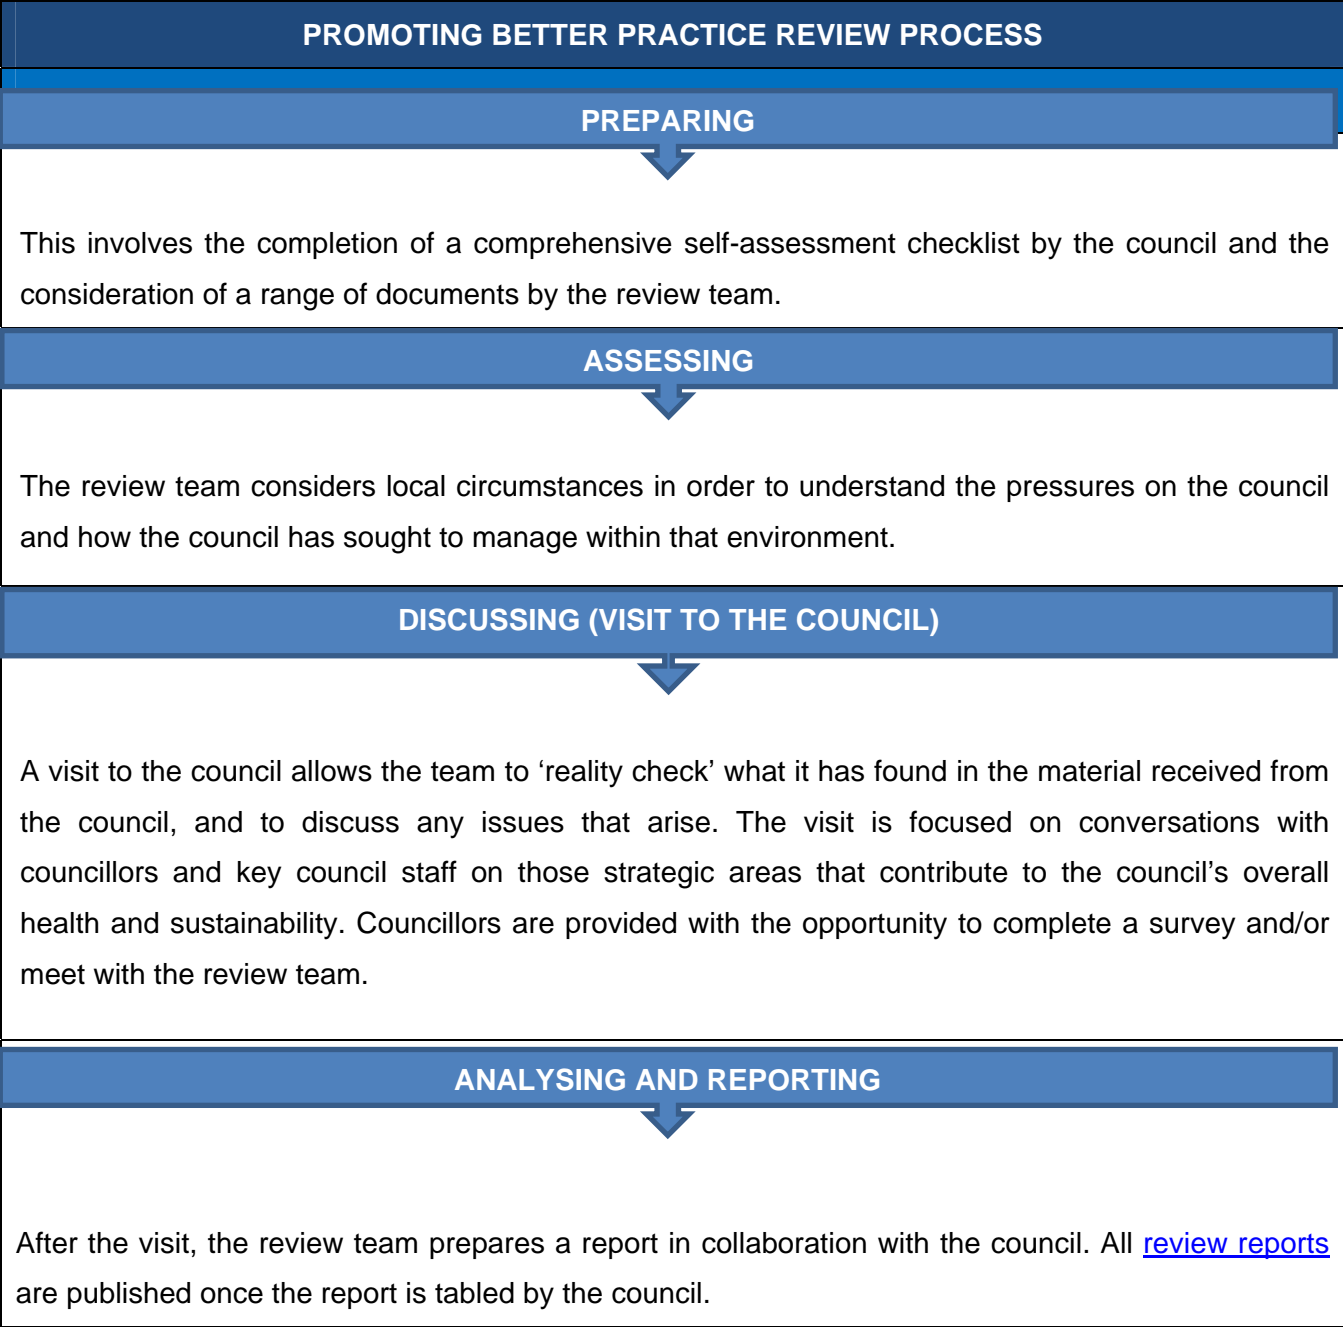 PROMOTING BETTER PRACTICE REVIEW PROCESS
PREPARING
This involves the completion of a comprehensive self-assessment checklist by the council and the
consideration of a range of documents by the review team.
ASSESSING
The review team considers local circumstances in order to understand the pressures on the council
and how the council has sought to manage within that environment.
DISCUSSING (VISIT TO THE COUNCIL)
A visit to the council allows the team to ‘reality check’ what it has found in the material received from
the council, and to discuss any issues that arise. The visit is focused on conversations with
councillors and key council staff on those strategic areas that contribute to the council’s overall
health and sustainability. Councillors are provided with the opportunity to complete a survey and/or
meet with the review team.
ANALYSING AND REPORTING
After the visit, the review team prepares a report in collaboration with the council. All review reports
are published once the report is tabled by the council.